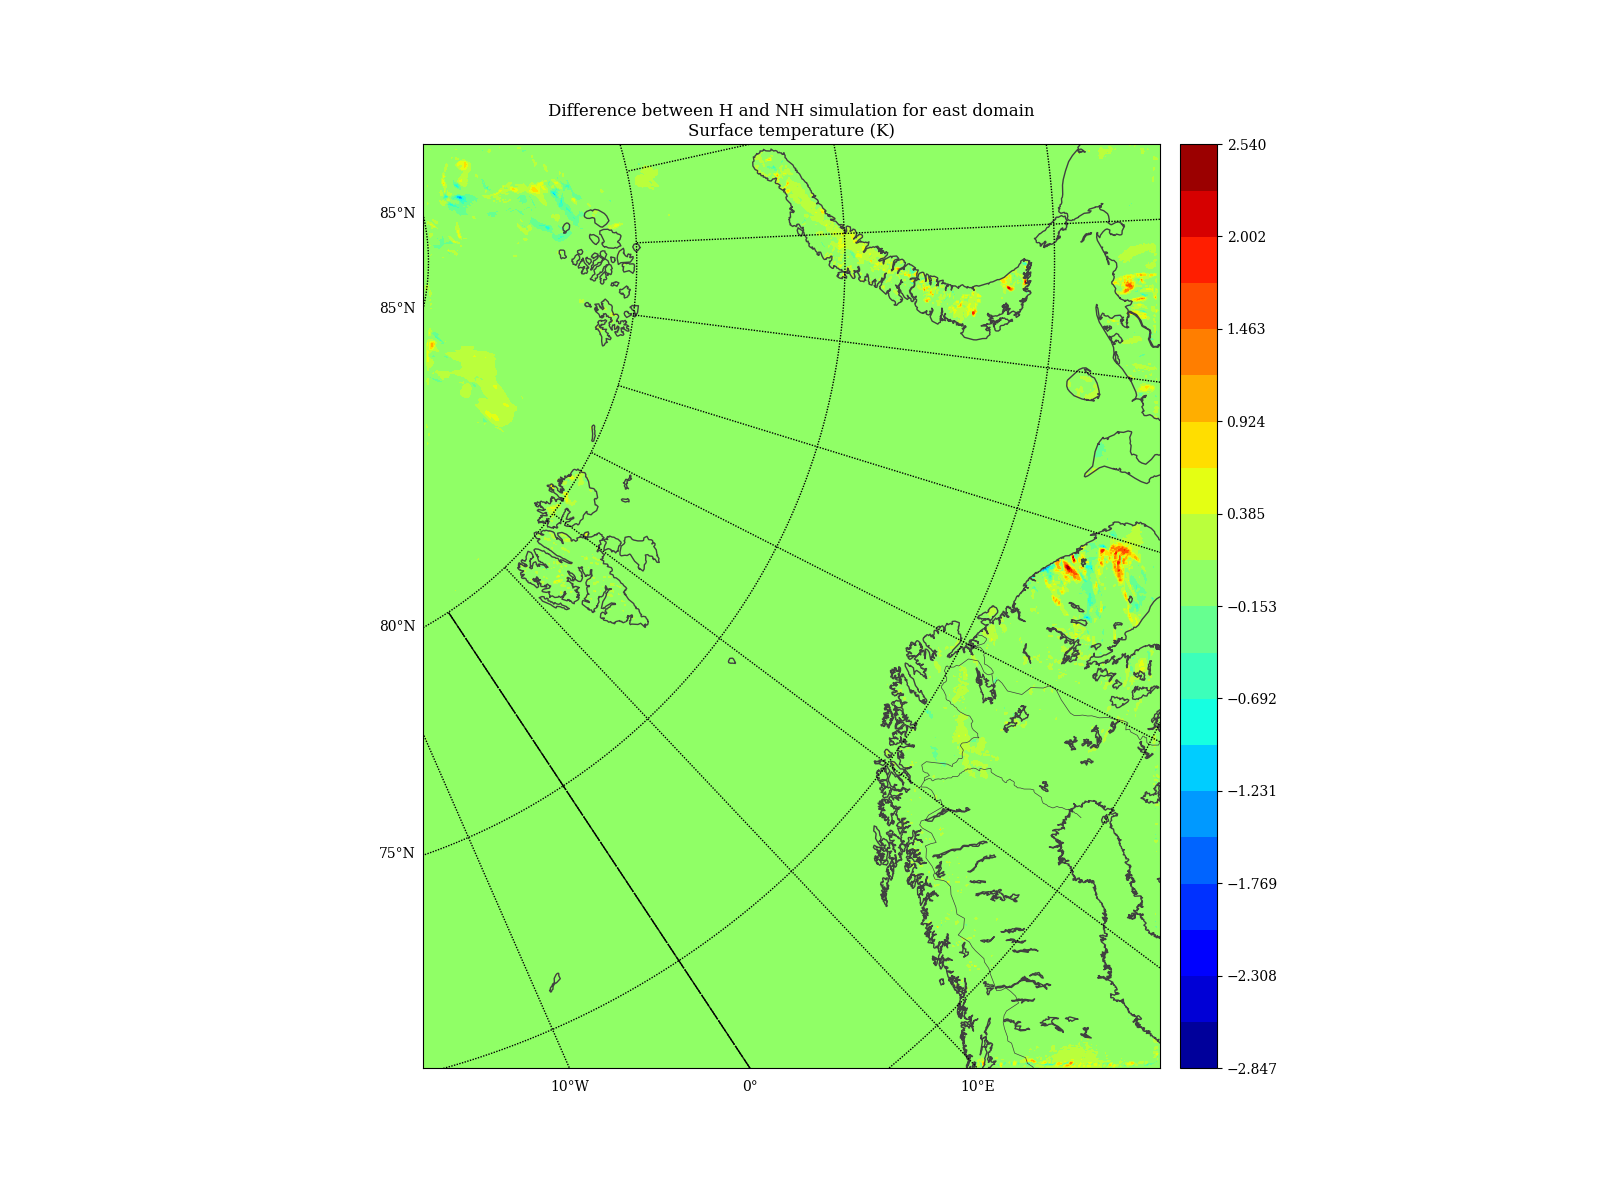 Difference between H and NH simulation for east domain
Surface temperature (K)
85°N
85°N
80°N
75°N
10°W
0°
10°E
2.540
2.002
1.463
0.924
0.385
−0.153
−0.692
−1.231
−1.769
−2.308
−2.847